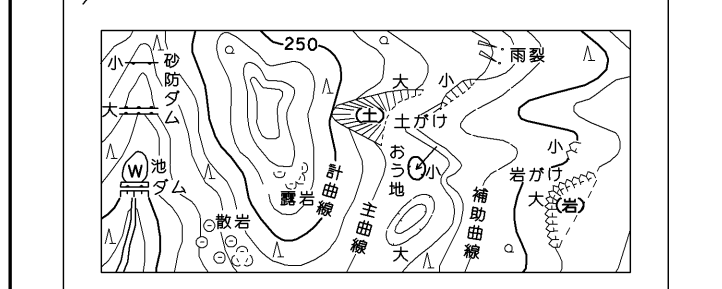 250
小
砂防ダム
大
W
池
ダム
散岩
露岩
計曲線
主曲線
大
小
(土)
土がけ
おう地
小
大
雨裂
補助曲線
小
岩がけ
大
(岩)